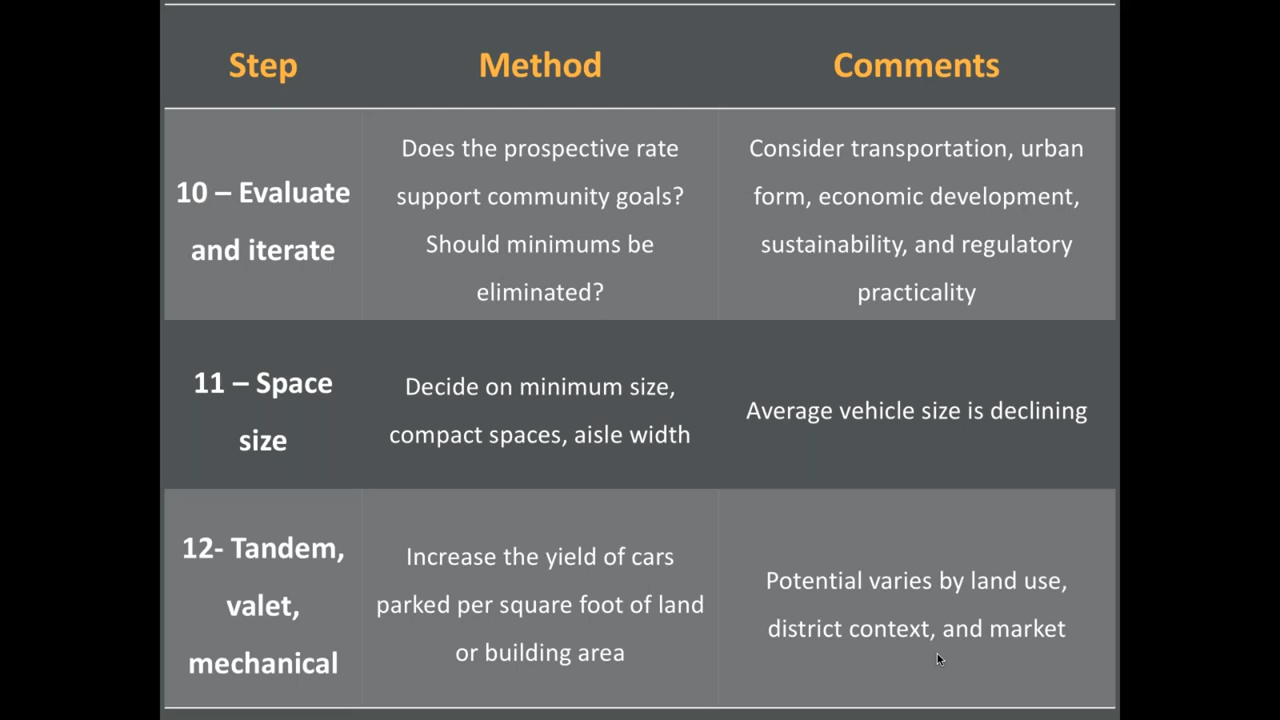 Step
Method
Comments
10 – Evaluate
and iterate
Does the prospective rate
support community goals?
Should minimums be
eliminated?
Consider transportation, urban
form, economic development,
sustainability, and regulatory
practicality
11 – Space
size
Decide on minimum size,
compact spaces, aisle width
Average vehicle size is declining
12- Tandem,
valet,
mechanical
Increase the yield of cars
parked per square foot of land
or building area
Potential varies by land use,
district context, and market